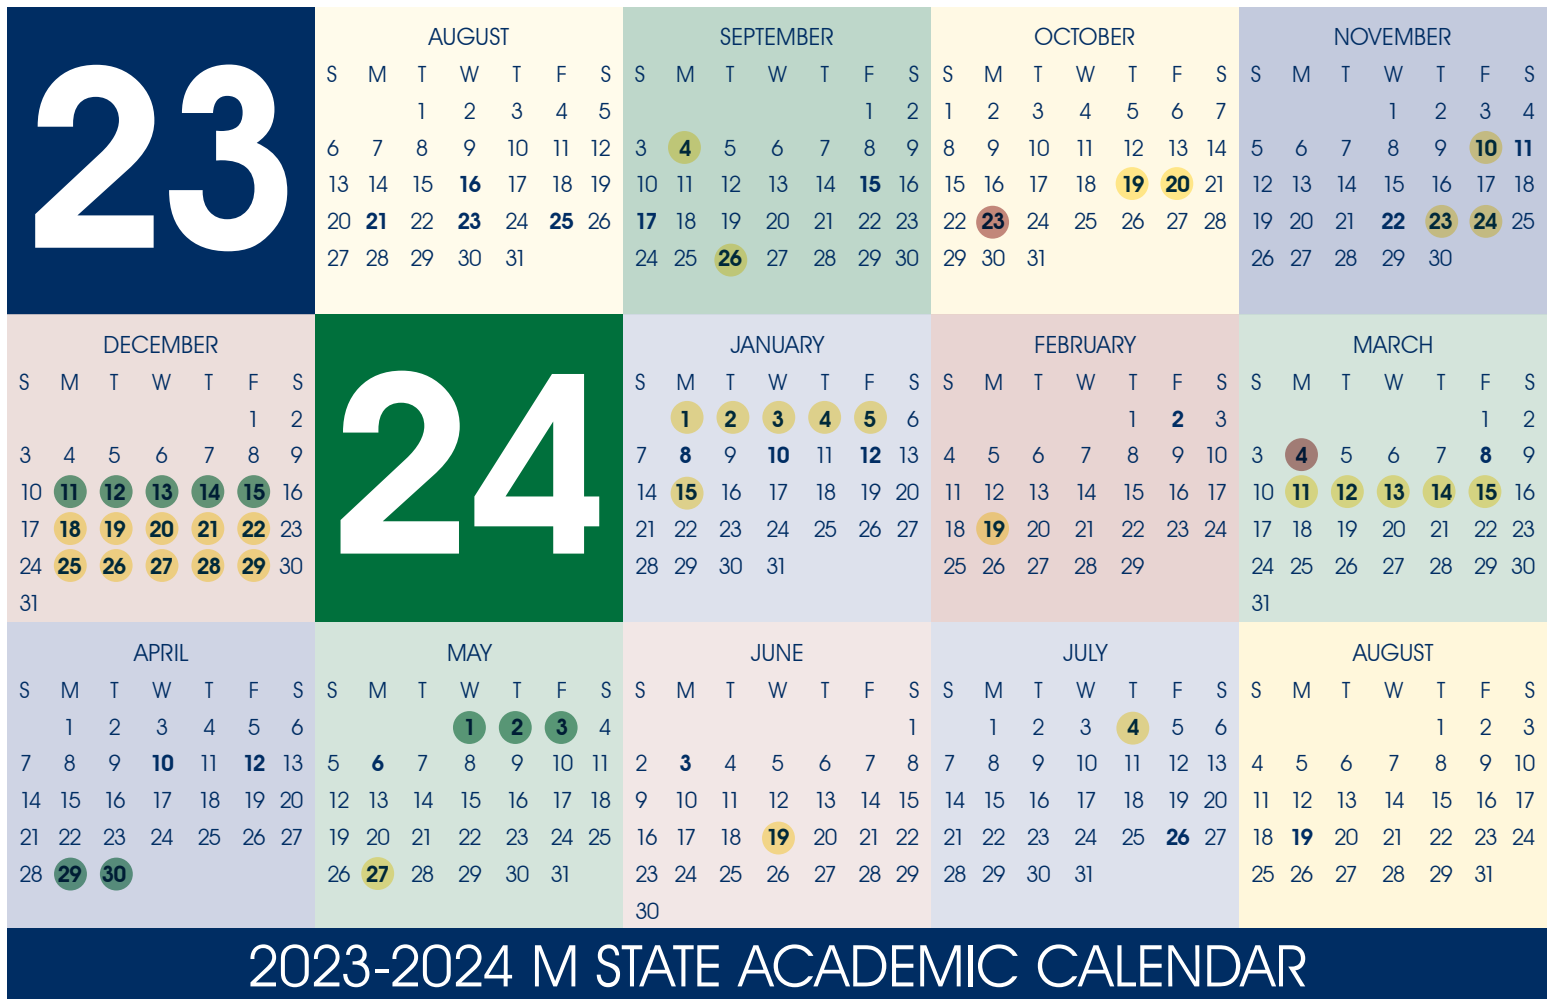 23
AUGUST
S M T W T F S
1 2 3 4 5
6 7 8 9 10 11 12
13 14 15 16 17 18 19
20 21 22 23 24 25 26
27 28 29 30 31
SEPTEMBER
S M T W T F S
1 2
3 4 5 6 7 8 9
10 11 12 13 14 15 16
17 18 19 20 21 22 23
24 25 26 27 28 29 30
OCTOBER
S M T W T F S
1 2 3 4 5 6 7
8 9 10 11 12 13 14
15 16 17 18 19 20 21
22 23 24 25 26 27 28
29 30 31
NOVEMBER
S M T W T F S
1 2 3 4
5 6 7 8 9 10 11
12 13 14 15 16 17 18
19 20 21 22 23 24 25
26 27 28 29 30
DECEMBER
S M T W T F S
1 2
3 4 5 6 7 8 9
10 11 12 13 14 15 16
17 18 19 20 21 22 23
24 25 26 27 28 29 30
31
24
JANUARY
S M T W T F S
1 2 3 4 5 6
7 8 9 10 11 12 13
14 15 16 17 18 19 20
21 22 23 24 25 26 27
28 29 30 31
FEBRUARY
S M T W T F S
1 2 3
4 5 6 7 8 9 10
11 12 13 14 15 16 17
18 19 20 21 22 23 24
25 26 27 28 29
MARCH
S M T W T F S
1 2
3 4 5 6 7 8 9
10 11 12 13 14 15 16
17 18 19 20 21 22 23
24 25 26 27 28 29 30
31
APRIL
S M T W T F S
1 2 3 4 5 6
7 8 9 10 11 12 13
14 15 16 17 18 19 20
21 22 23 24 25 26 27
28 29 30
MAY
S M T W T F S
1 2 3 4
5 6 7 8 9 10 11
12 13 14 15 16 17 18
19 20 21 22 23 24 25
26 27 28 29 30 31
JUNE
S M T W T F S
1
2 3 4 5 6 7 8
9 10 11 12 13 14 15
16 17 18 19 20 21 22
23 24 25 26 27 28 29
30
JULY
S M T W T F S
1 2 3 4 5 6
7 8 9 10 11 12 13
14 15 16 17 18 19 20
21 22 23 24 25 26 27
28 29 30 31
AUGUST
S M T W T F S
1 2 3
4 5 6 7 8 9 10
11 12 13 14 15 16 17
18 19 20 21 22 23 24
25 26 27 28 29 31
2023-2024 M STATE ACADEMIC CALENDAR